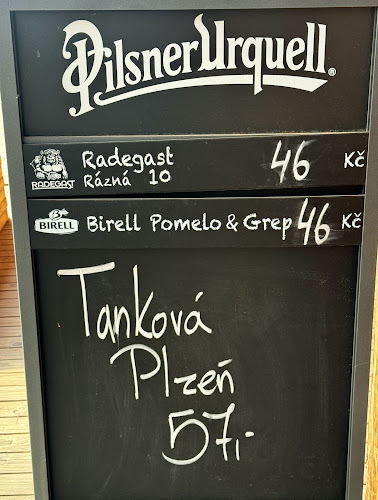 Pilsner Urquell®
Radegast 46 Kč
RADEGAST Rázná 10
BIRELL Birell Pomelo & Grep 46 Kč
Tanková
Plzeň
57,-